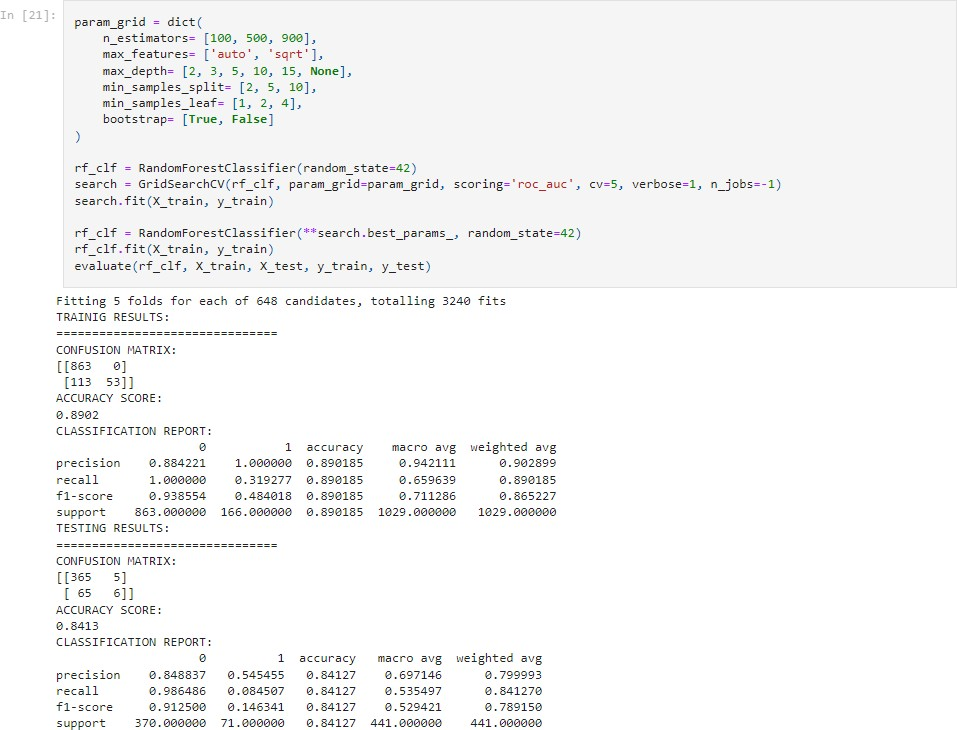 In [21]:
param_grid = dict(
    n_estimators= [100, 500, 900],
    max_features= ['auto', 'sqrt'],
    max_depth= [2, 3, 5, 10, 15, None],
    min_samples_split= [2, 5, 10],
    min_samples_leaf= [1, 2, 4],
    bootstrap= [True, False]
)
rf_clf = RandomForestClassifier(random_state=42)
search = GridSearchCV(rf_clf, param_grid=param_grid, scoring='roc_auc', cv=5, verbose=1, n_jobs=-1)
search.fit(X_train, y_train)
rf_clf = RandomForestClassifier(**search.best_params_, random_state=42)
rf_clf.fit(X_train, y_train)
evaluate(rf_clf, X_train, X_test, y_train, y_test)
Fitting 5 folds for each of 648 candidates, totalling 3240 fits
TRAINIG RESULTS:
===============================
CONFUSION MATRIX:
[[863   0]
 [113  53]]
ACCURACY SCORE:
0.8902
CLASSIFICATION REPORT:
                    0           1  accuracy    macro avg  weighted avg
precision    0.884221    1.000000  0.890185     0.942111      0.902899
recall       1.000000    0.319277  0.890185     0.659639      0.890185
f1-score     0.938554    0.484018  0.890185     0.711286      0.865227
support    863.000000  166.000000  0.890185  1029.000000   1029.000000
TESTING RESULTS:
===============================
CONFUSION MATRIX:
[[365   5]
 [ 65   6]]
ACCURACY SCORE:
0.8413
CLASSIFICATION REPORT:
                    0          1  accuracy   macro avg  weighted avg
precision    0.848837   0.545455   0.84127    0.697146      0.799993
recall       0.986486   0.084507   0.84127    0.535497      0.841270
f1-score     0.912500   0.146341   0.84127    0.529421      0.789150
support    370.000000  71.000000   0.84127  441.000000    441.000000